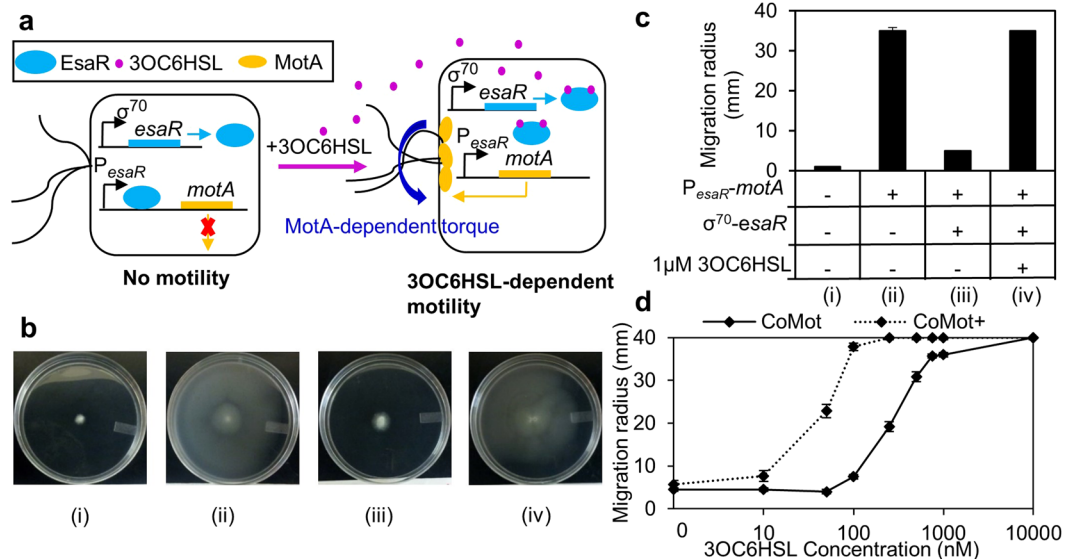 a
EsaR 3OC6HSL MotA
σ70
esaR
PesaR
motA
No motility
+3OC6HSL
MotA-dependent torque
σ70
esaR
PesaR
motA
3OC6HSL-dependent
motility
b
(i) (ii) (iii) (iv)
c
Migration radius
(mm)
40
30
20
10
0
PesaR-motA - + + +
σ70-esaR - - + +
1µM 3OC6HSL - - - +
(i) (ii) (iii) (iv)
d
CoMot CoMot+
Migration radius (mm)
40
30
20
10
0
0 10 100 1000 10000
3OC6HSL Concentration (nM)